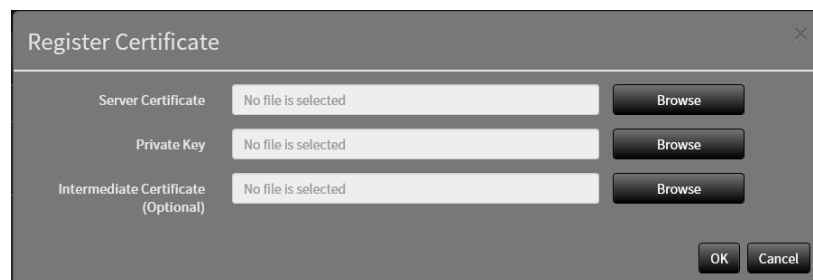 Register Certificate
Server Certificate No file is selected Browse
Private Key No file is selected Browse
Intermediate Certificate No file is selected Browse
(Optional)
OK Cancel